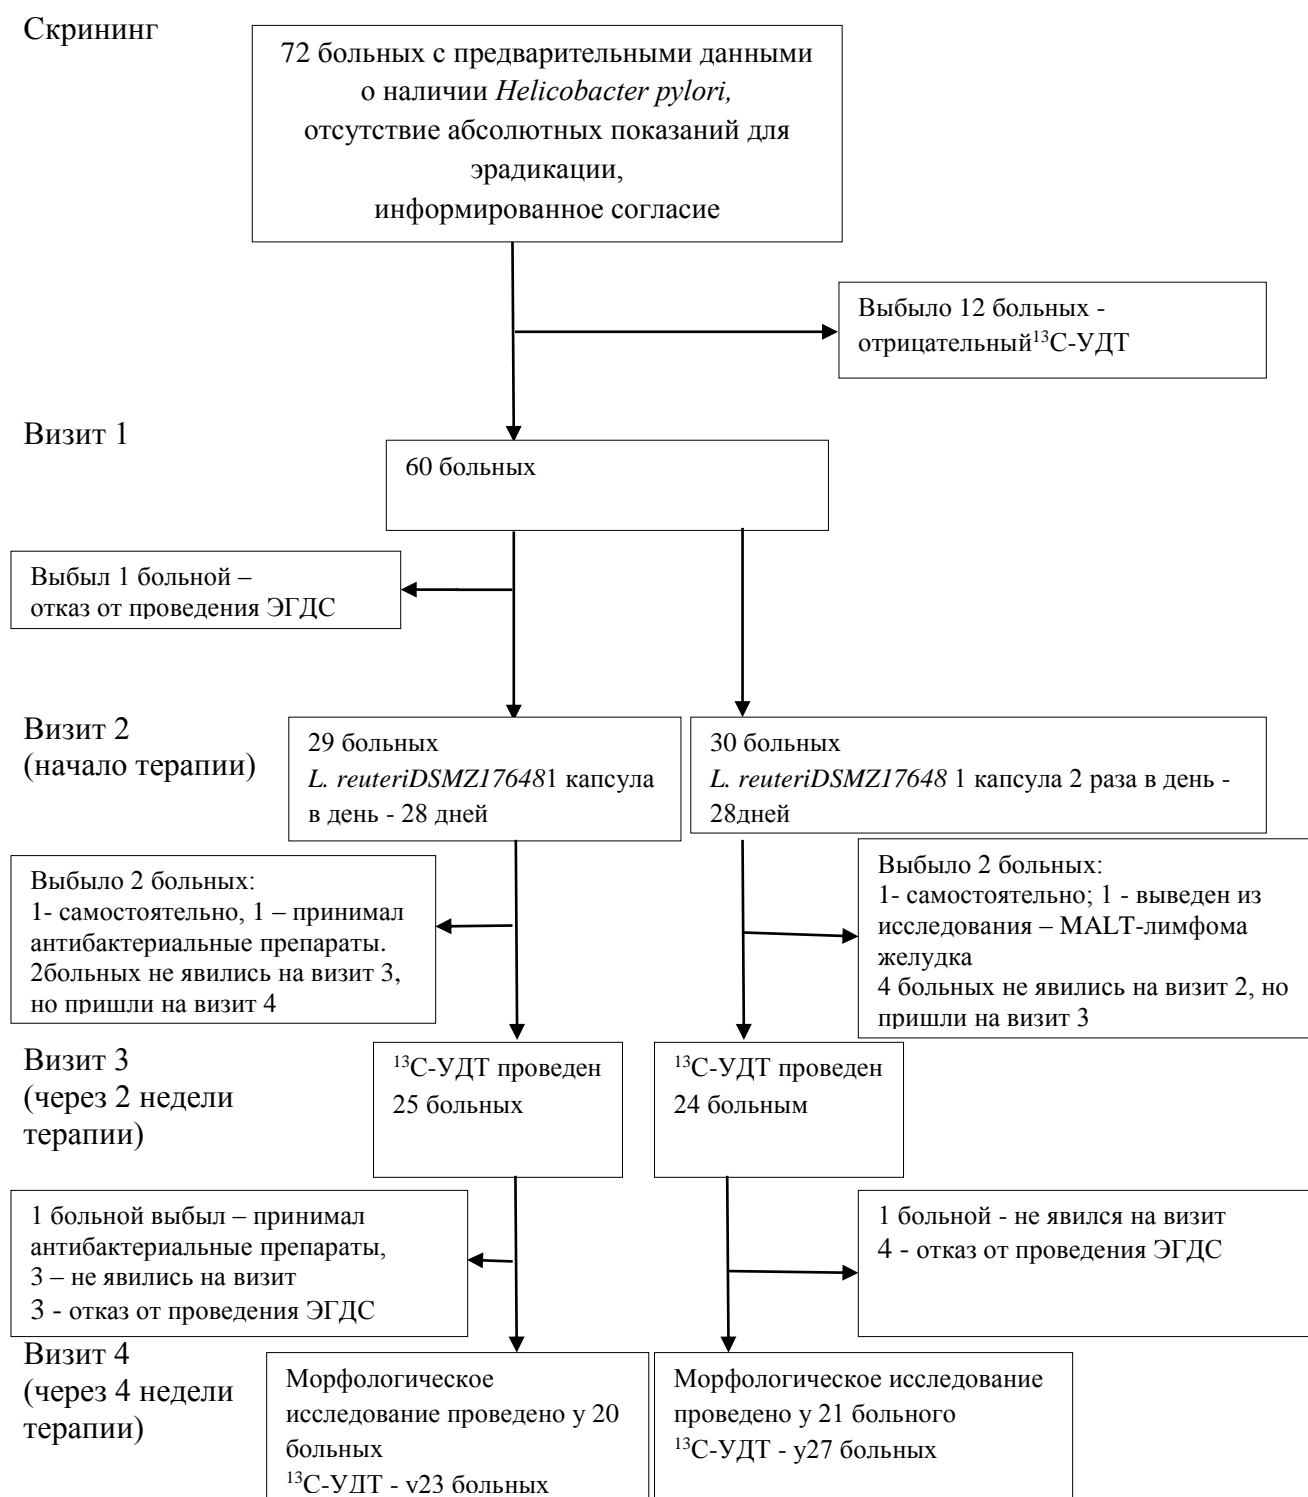 Скрининг
72 больных с предварительными данными
о наличии Helicobacter pylori,
отсутствие абсолютных показаний для
эрадикации,
информированное согласие
Выбыло 12 больных -
отрицательный¹³С-УДТ
Визит 1
60 больных
Выбыл 1 больной –
отказ от проведения ЭГДС
Визит 2
(начало терапии)
29 больных
L. reuteriDSMZ176481 капсула
в день - 28 дней
30 больных
L. reuteriDSMZ17648 1 капсула 2 раза в день -
28дней
Выбыло 2 больных:
1- самостоятельно, 1 – принимал
антибактериальные препараты.
2больных не явились на визит 3,
но пришли на визит 4
Выбыло 2 больных:
1- самостоятельно; 1 - выведен из
исследования – MALT-лимфома
желудка
4 больных не явились на визит 2, но
пришли на визит 3
Визит 3
(через 2 недели
терапии)
¹³С-УДТ проведен
25 больных
¹³С-УДТ проведен
24 больным
1 больной выбыл – принимал
антибактериальные препараты,
3 – не явились на визит
3 - отказ от проведения ЭГДС
1 больной - не явился на визит
4 - отказ от проведения ЭГДС
Визит 4
(через 4 недели
терапии)
Морфологическое
исследование проведено у 20
больных
¹³С-УДТ - у23 больных
Морфологическое исследование
проведено у 21 больного
¹³С-УДТ - у27 больных